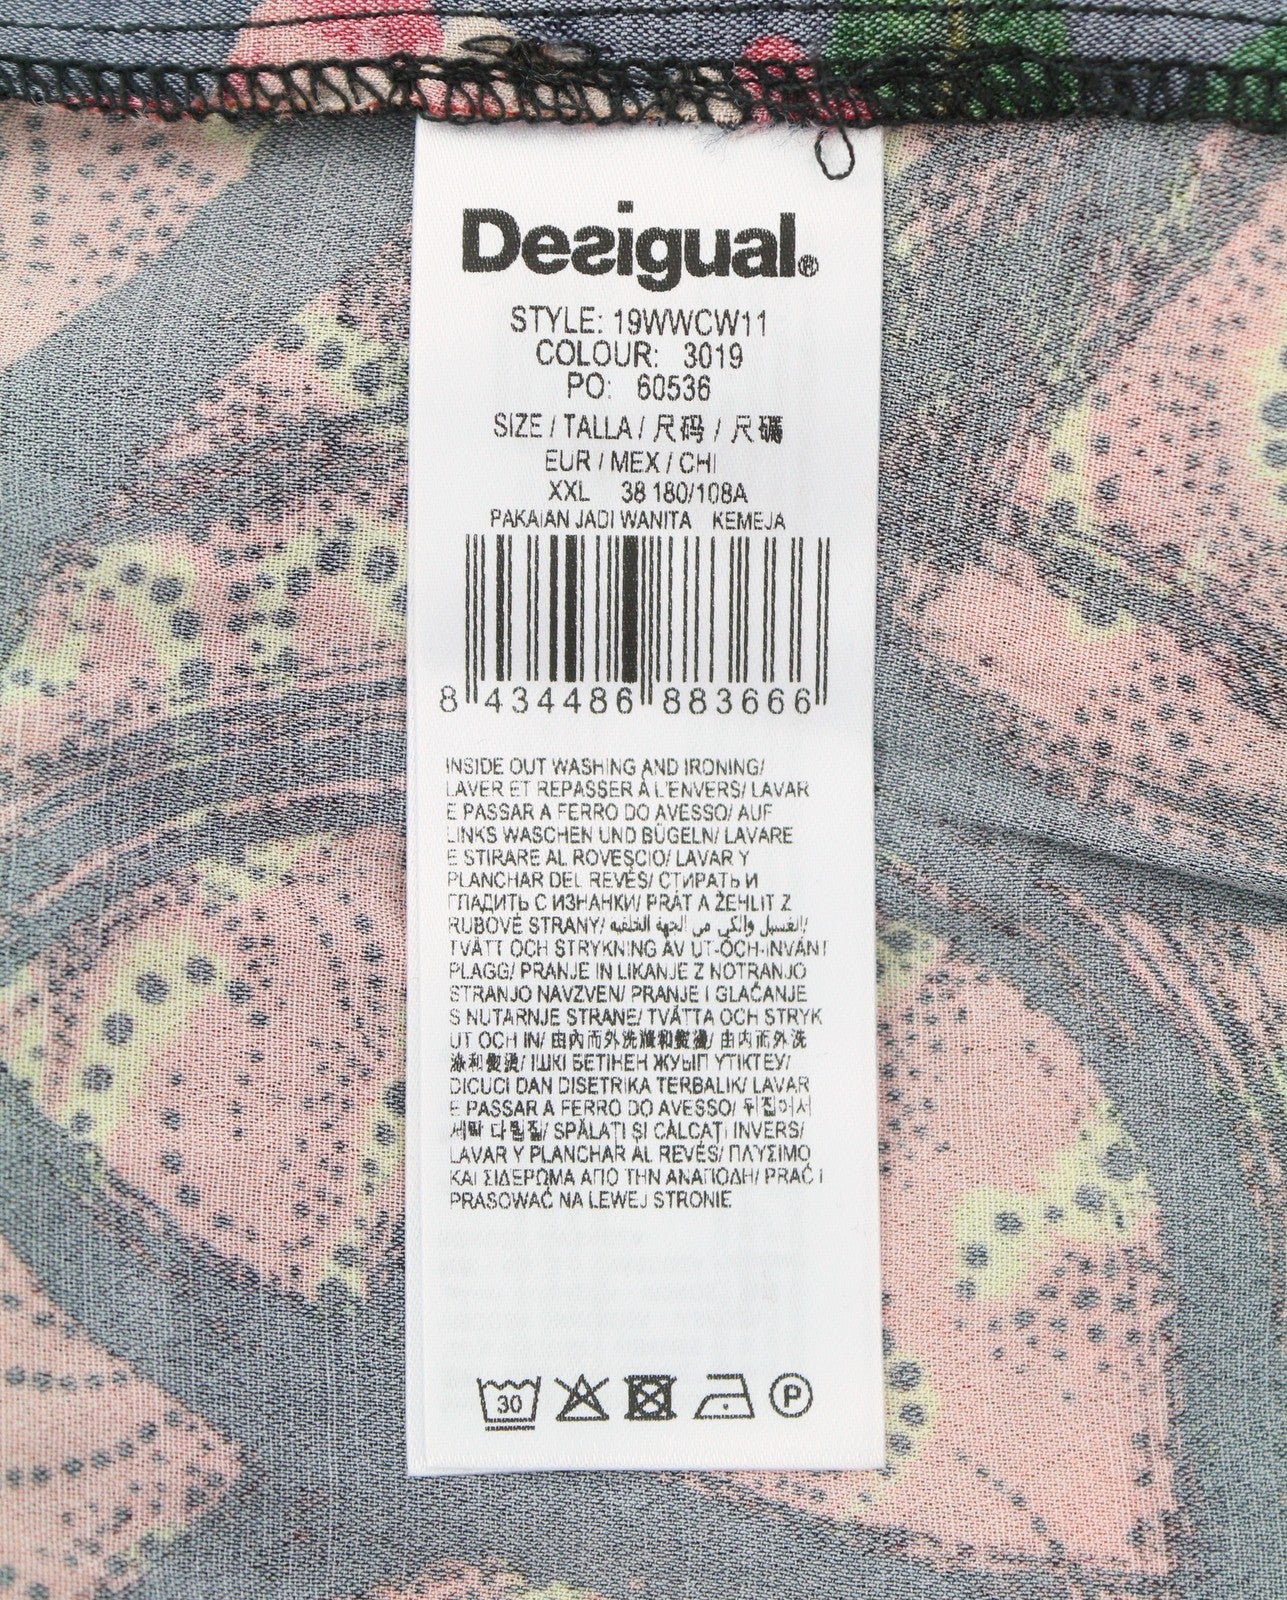 Desigual®
STYLE: 19WWCW11
COLOUR: 3019
PO: 60536
SIZE / TALLA / 尺码 / 尺碼
EUR / MEX / CHI
XXL 38 180/108A
PAKAIAN JADI WANITA KEMEJA
8 434486 883666
INSIDE OUT WASHING AND IRONING/
LAVER ET REPASSER À L'ENVERS/ LAVAR
E PASSAR A FERRO DO AVESSO/ AUF
LINKS WASCHEN UND BÜGELN/ LAVARE
E STIRARE AL ROVESCIO/ LAVAR Y
PLANCHAR DEL REVÉS/ СТИРАТЬ И
ГЛАДИТЬ С ИЗНАНКИ/ PRÁT A ŽEHLIT Z
RUBOVÉ STRANY/ الغسيل والكي من الجهة الخلفية/
TVÄTT OCH STRYKNING AV UT-OCH-INVÄNT
PLAGG/ PRANJE IN LIKANJE Z NOTRANJO
STRANJO NAVZVEN/ PRANJE I GLAČANJE
S NUTARNJE STRANE/ TVÄTTA OCH STRYK
UT OCH IN/ 由內而外洗滌和熨燙/ 由内而外洗
涤和熨烫/ ІШКІ БЕТІНЕН ЖУЫП ҮТІКТЕУ/
DICUCI DAN DISETRIKA TERBALIK/ LAVAR
E PASSAR A FERRO DO AVESSO/ 뒤집어서
세탁 다림질/ SPĂLAȚI ȘI CĂLCAȚI INVERS/
LAVAR Y PLANCHAR AL REVÉS/ ΠΛΥΣΙΜΟ
ΚΑΙ ΣΙΔΕΡΩΜΑ ΑΠΟ ΤΗΝ ΑΝΑΠΟΔΗ/ PRAĆ I
PRASOWAĆ NA LEWEJ STRONIE
30 P